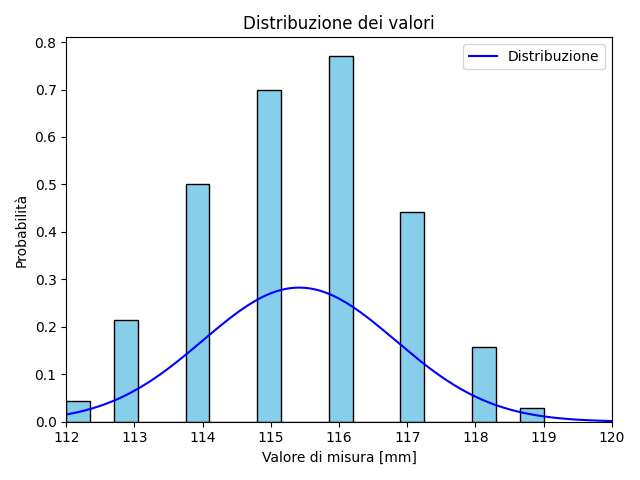 Distribuzione dei valori
Distribuzione
0.8
0.7
0.6
0.5
0.4
0.3
0.2
0.1
0.0
Probabilità
112 113 114 115 116 117 118 119 120
Valore di misura [mm]